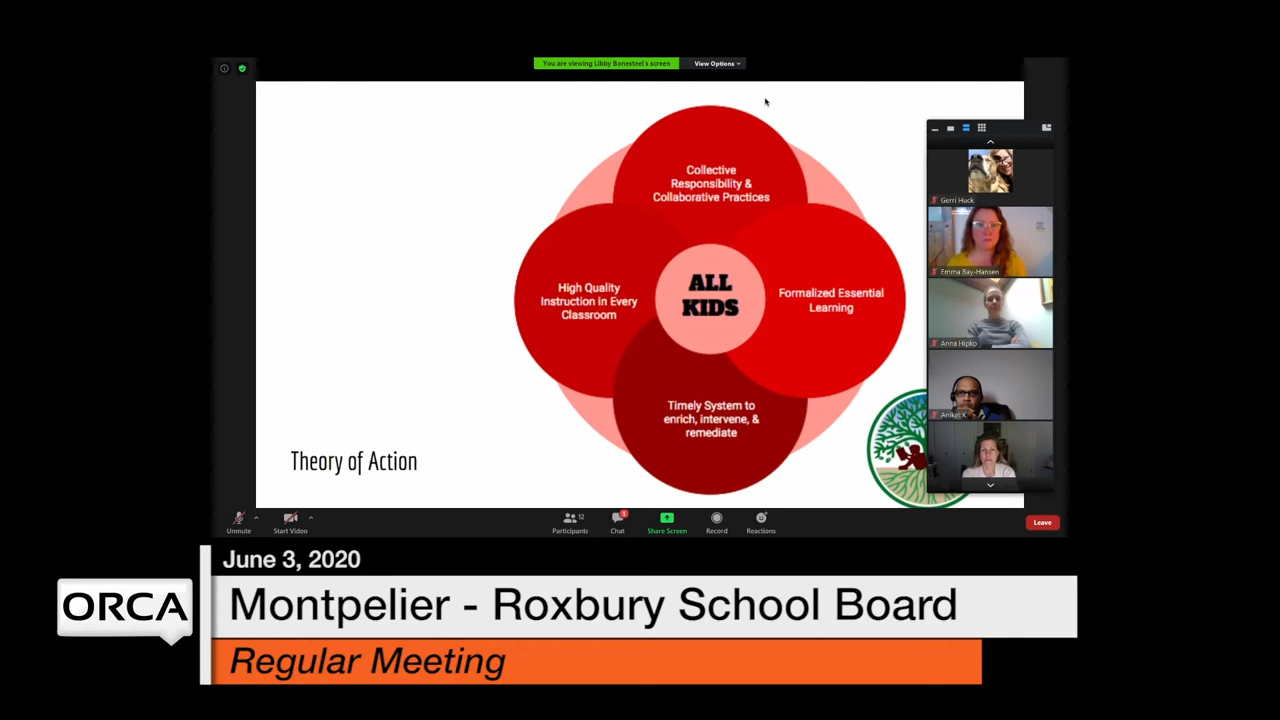 You are viewing Libby Bonesteel's screen
View Options
Collective
Responsibility &
Collaborative Practices
High Quality
Instruction in Every
Classroom
ALL
KIDS
Formalized Essential
Learning
Timely System to
enrich, intervene, &
remediate
Theory of Action
Gerri Huck
Emma Bay-Hansen
Anna Hipko
Aniket K
Unmute
Start Video
12
Participants
1
Chat
Share Screen
Record
Reactions
Leave
June 3, 2020
ORCA
Montpelier - Roxbury School Board
Regular Meeting